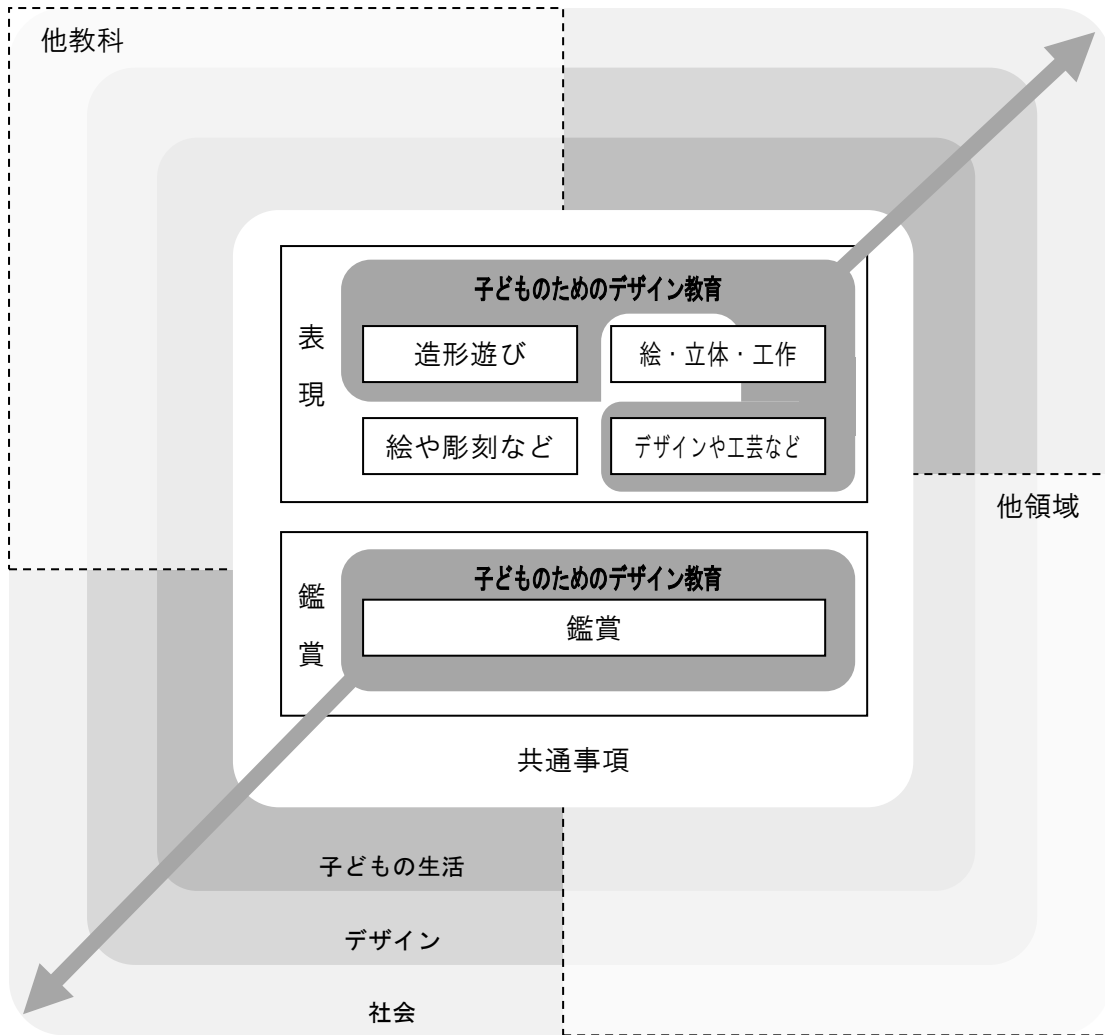 他教科
子どものためのデザイン教育
表現
造形遊び
絵・立体・工作
絵や彫刻など
デザインや工芸など
他領域
子どものためのデザイン教育
鑑賞
鑑賞
共通事項
子どもの生活
デザイン
社会